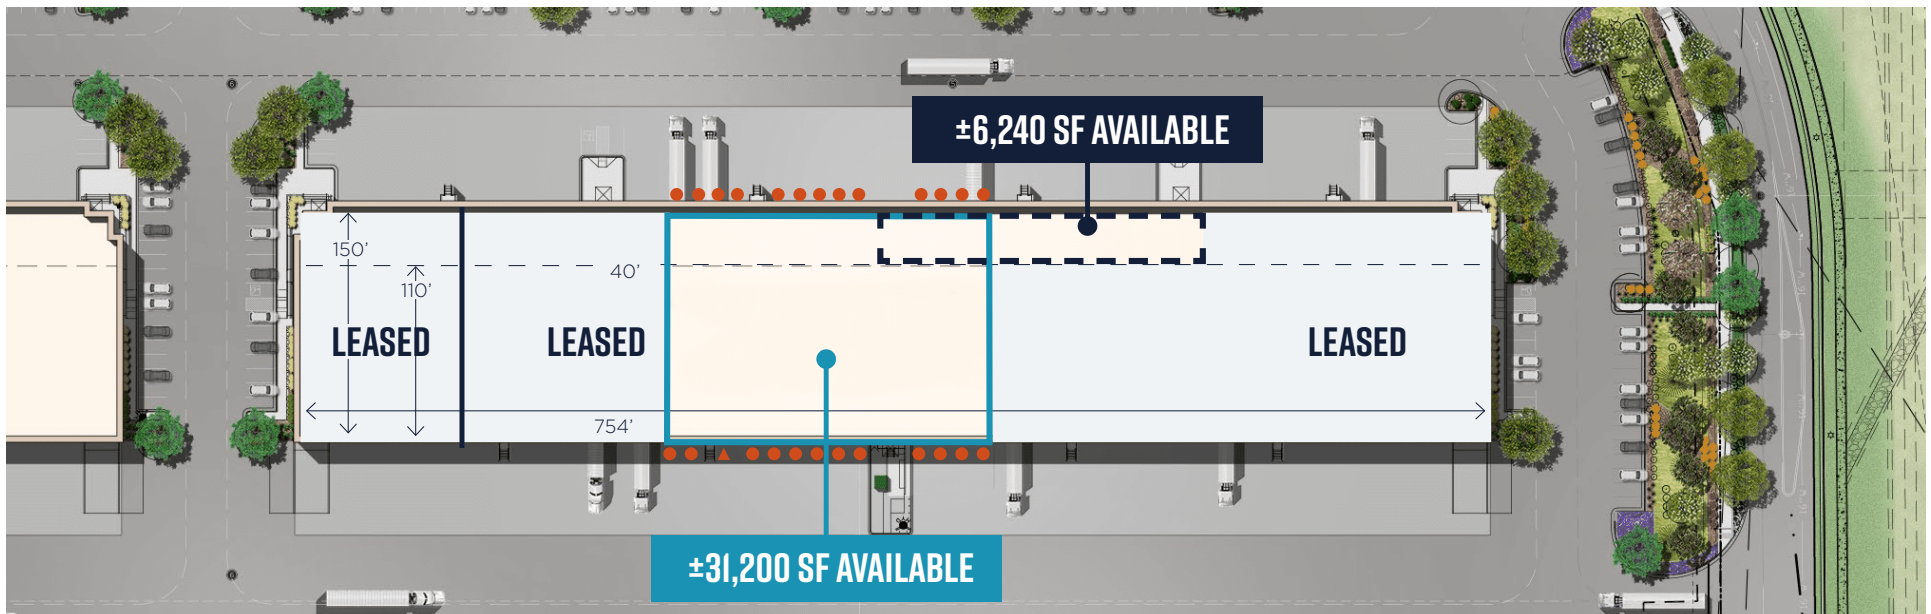 ±6,240 SF AVAILABLE
150'
40'
110'
LEASED
LEASED
LEASED
754'
±31,200 SF AVAILABLE